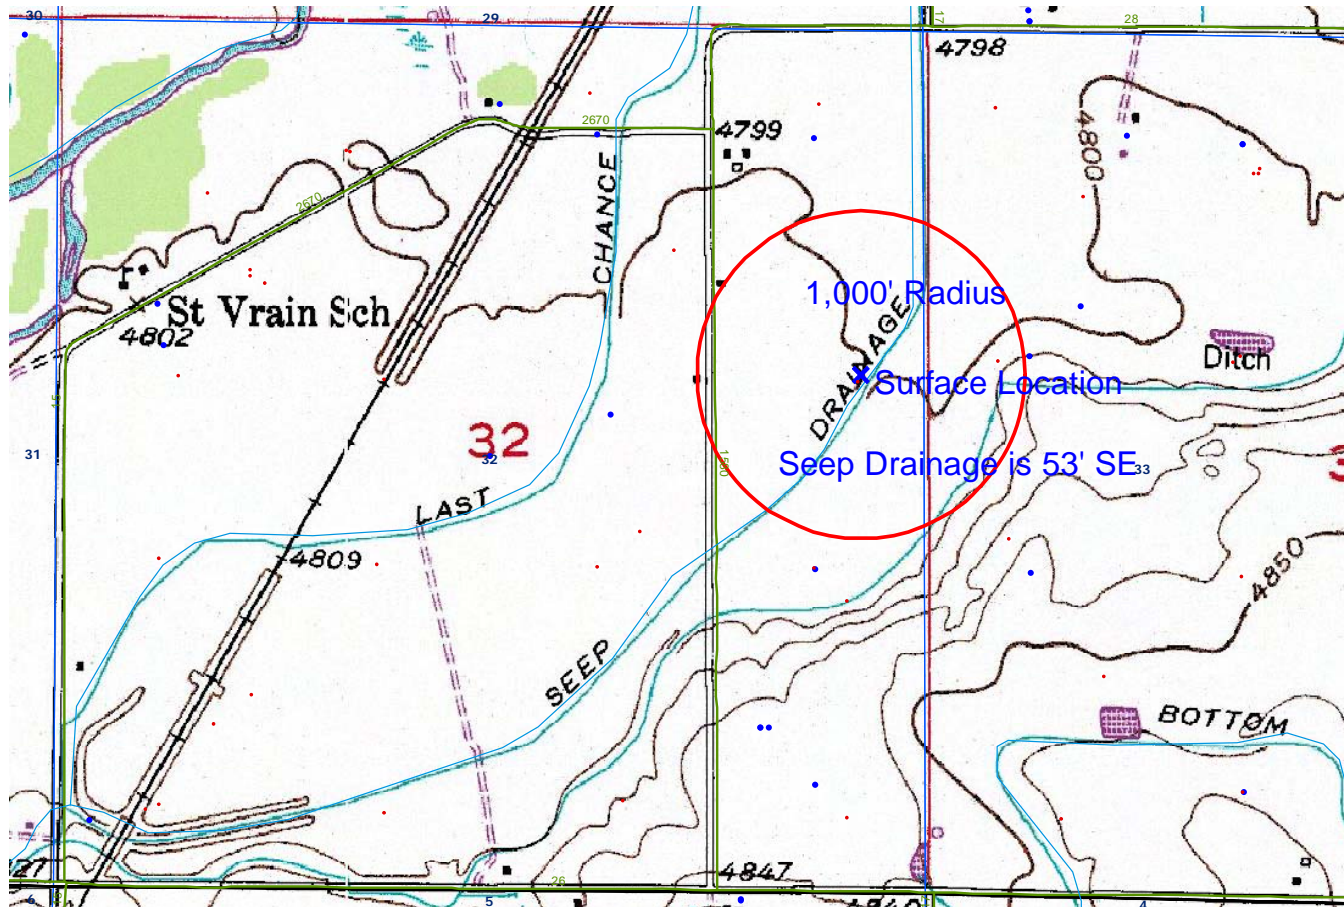 30
29
17
28
4798
2670
4799
4800
CHANCE
2670
1,000' Radius
St Vrain Sch
4802
DRAINAGE
Ditch
Surface Location
15
32
31
32
Seep Drainage is 53' SE
33
LAST
4809
4850
SEEP
BOTTOM
4847
26
6
5
4